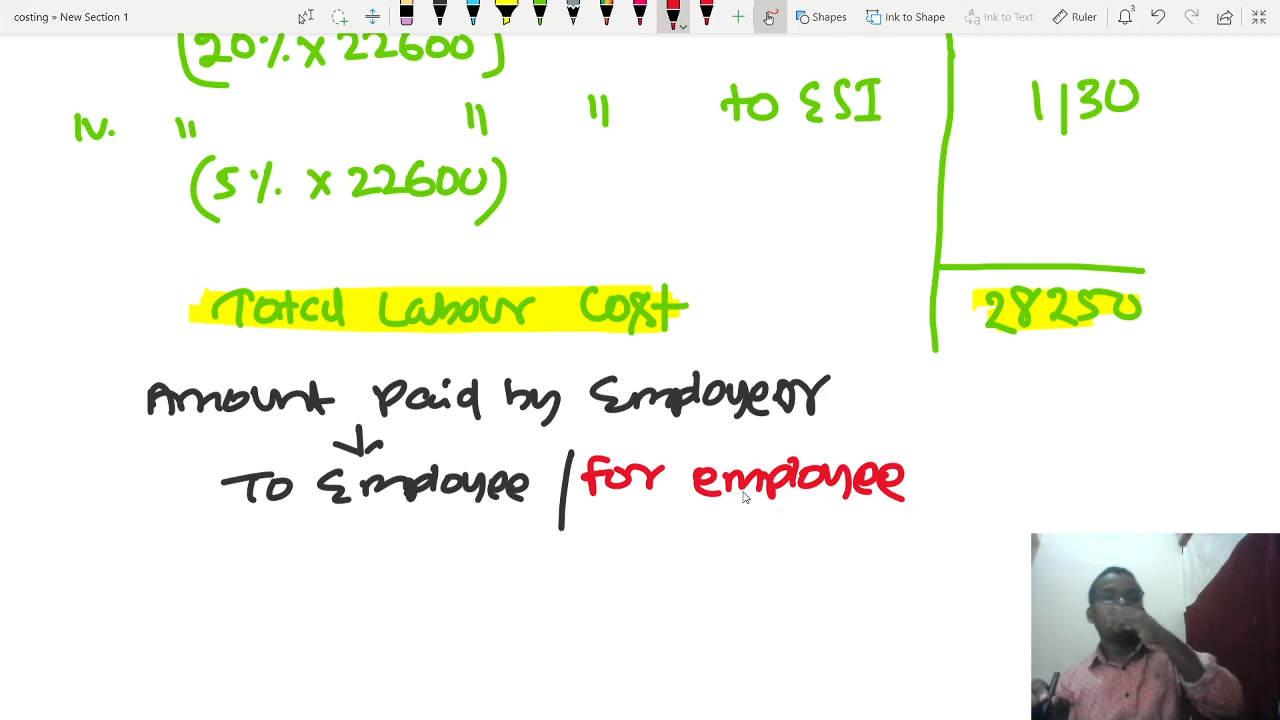 costing » New Section 1
Shapes Ink to Shape Ink to Text Ruler
(20% x 22600)
iv. " " " to ESI 1130
(5% x 22600)
Total Labour Cost 28250
Amount paid by Employer
To Employee / for employee